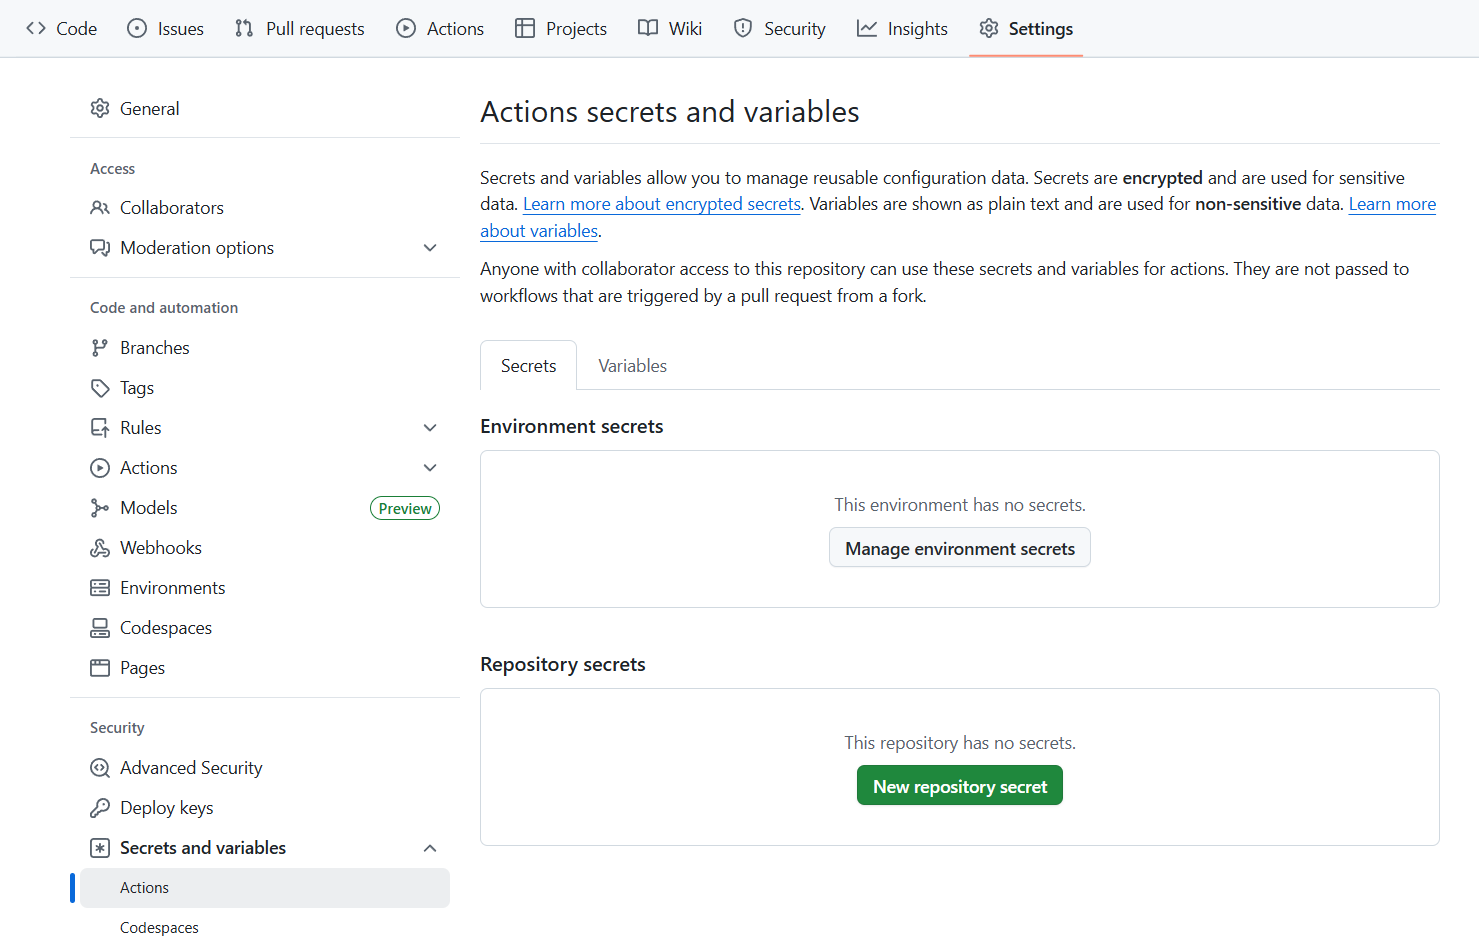 Code Issues Pull requests Actions Projects Wiki Security Insights Settings
General
Access
Collaborators
Moderation options
Code and automation
Branches
Tags
Rules
Actions
Models Preview
Webhooks
Environments
Codespaces
Pages
Security
Advanced Security
Deploy keys
Secrets and variables
Actions
Codespaces
Actions secrets and variables
Secrets and variables allow you to manage reusable configuration data. Secrets are encrypted and are used for sensitive
data. Learn more about encrypted secrets. Variables are shown as plain text and are used for non-sensitive data. Learn more
about variables.
Anyone with collaborator access to this repository can use these secrets and variables for actions. They are not passed to
workflows that are triggered by a pull request from a fork.
Secrets Variables
Environment secrets
This environment has no secrets.
Manage environment secrets
Repository secrets
This repository has no secrets.
New repository secret